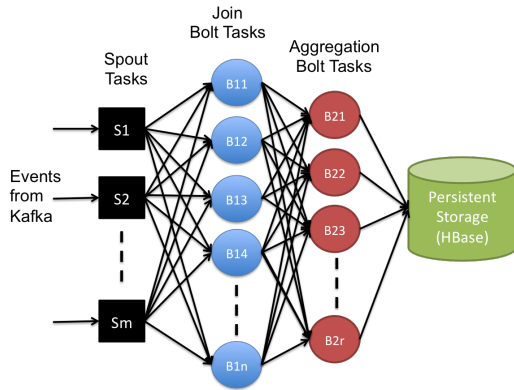 Join
Bolt Tasks
Spout
Tasks
Aggregation
Bolt Tasks
Events
from
Kafka
S1
S2
Sm
B11
B12
B13
B14
B1n
B21
B22
B23
B2r
Persistent
Storage
(HBase)